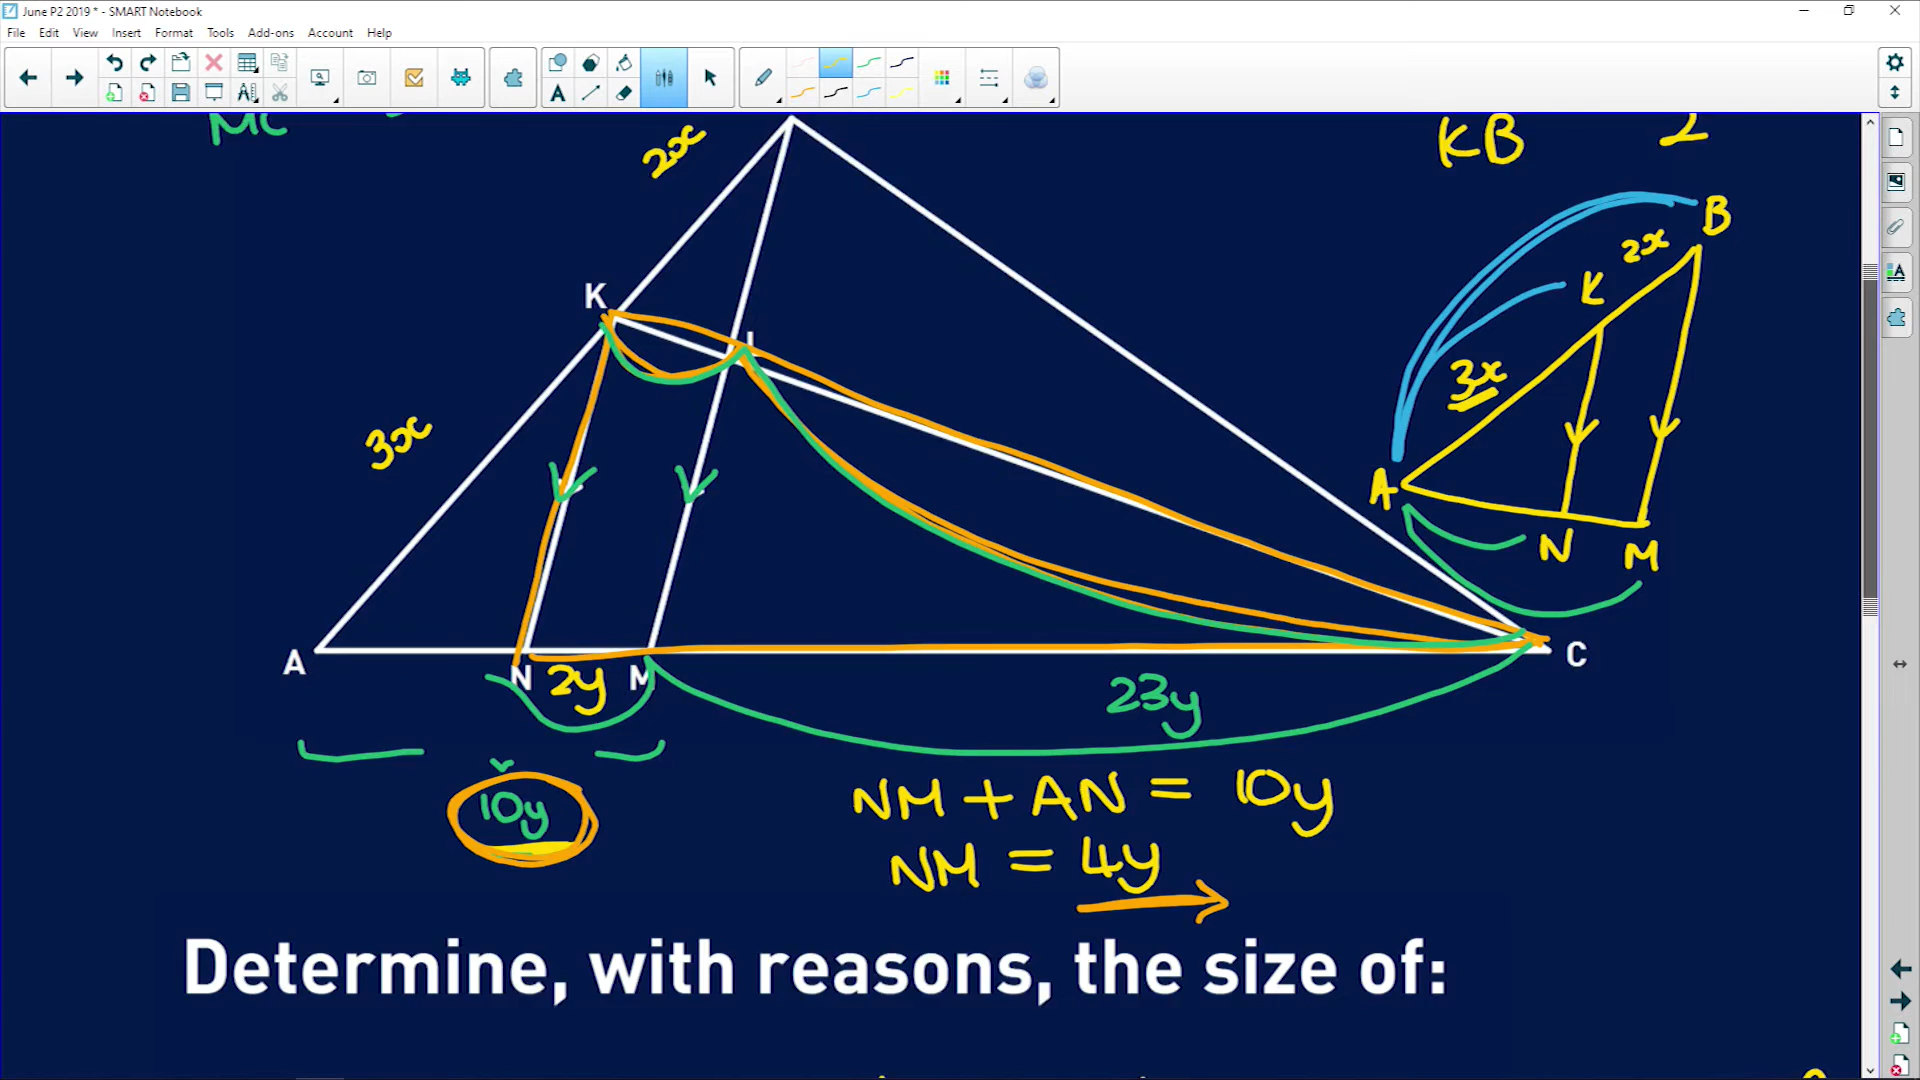 June P2 2019 * - SMART Notebook
File Edit View Insert Format Tools Add-ons Account Help
MC
2x
KB 2
B
2x
K
K
L
3x
3x
A
N M
A N 2y M C
23y
10y
NM + AN = 10y
NM = 4y
Determine, with reasons, the size of: